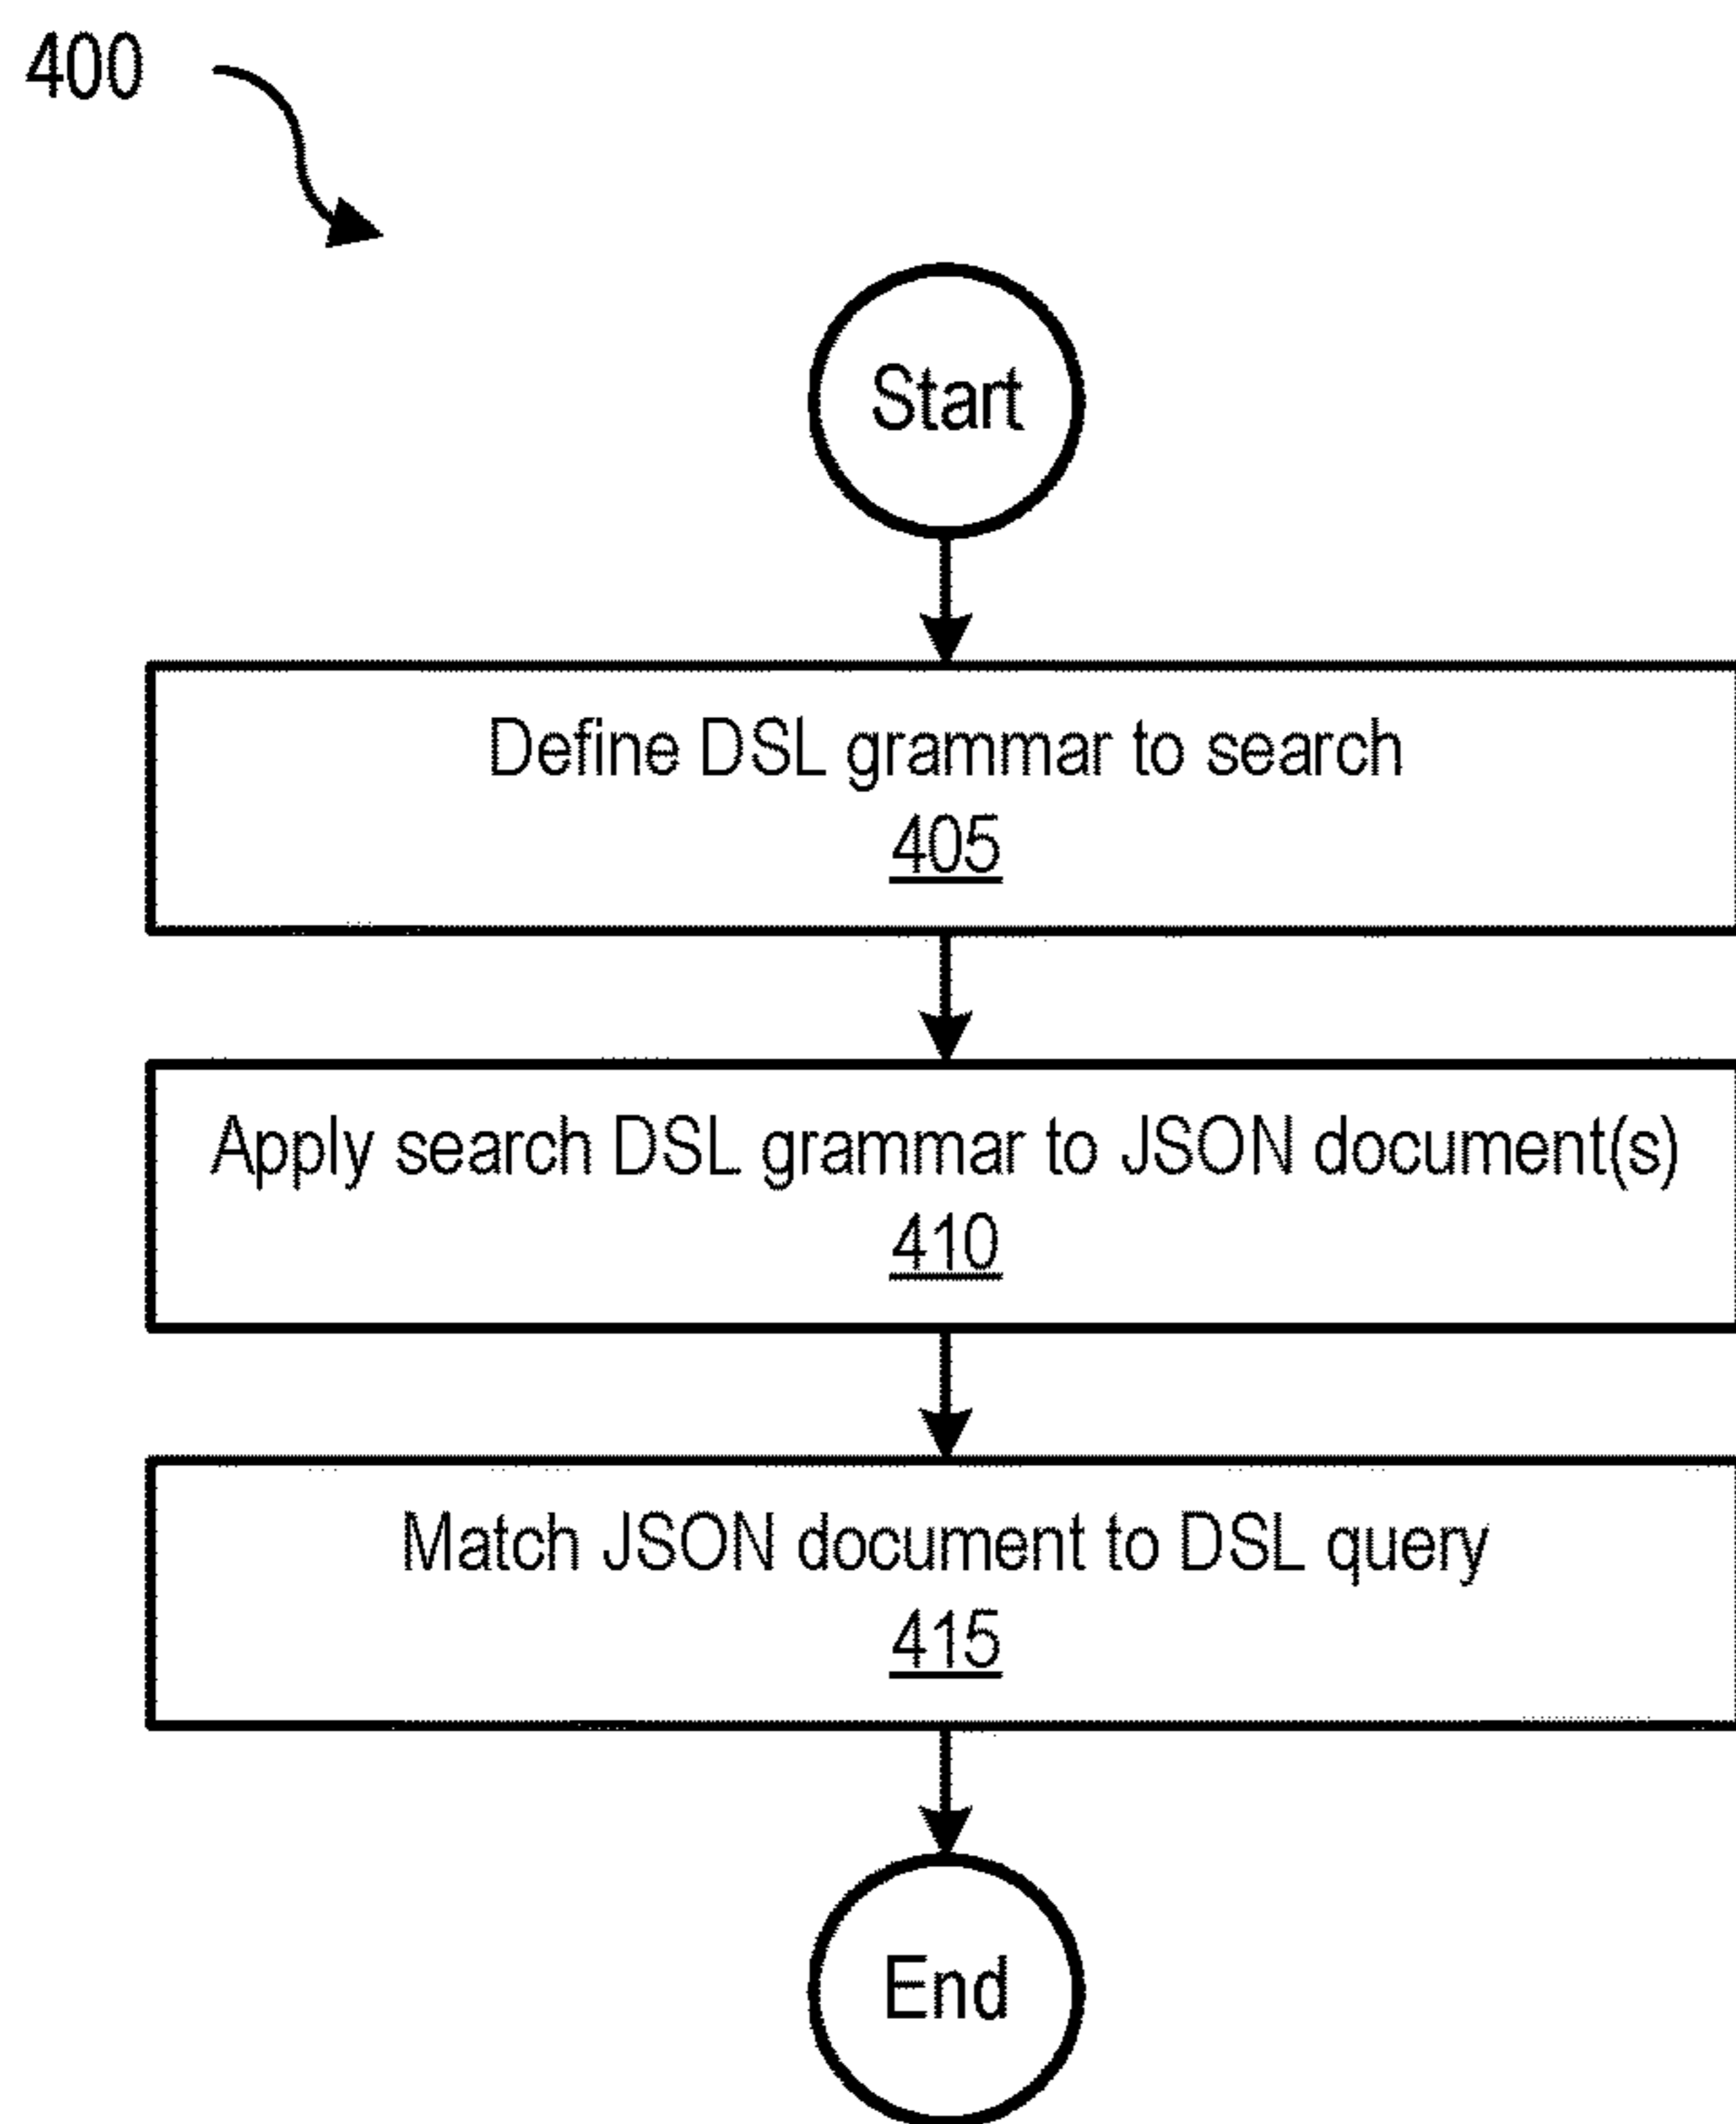 400
Start
Define DSL grammar to search
405
Apply search DSL grammar to JSON document(s)
410
Match JSON document to DSL query
415
End